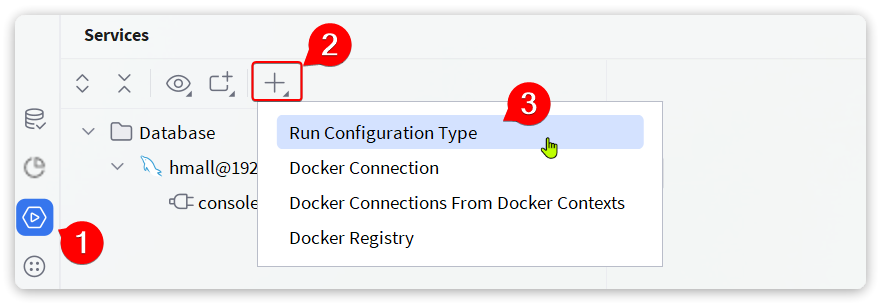 Services
2
3
Database
hmall@192
console
Run Configuration Type
Docker Connection
Docker Connections From Docker Contexts
Docker Registry
1